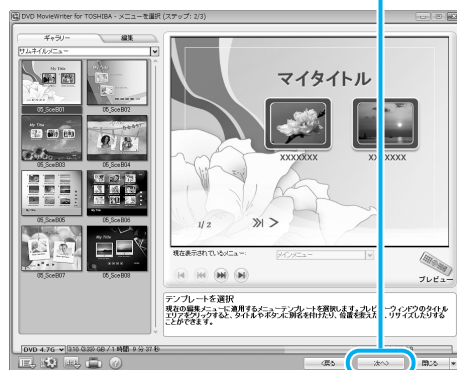 DVD MovieWriter for TOSHIBA - メニューを選択 (ステップ: 2/3)
ギャラリー
編集
サムネイルメニュー
My Title
05_SceB01
05_SceB02
05_SceB03
05_SceB04
05_SceB05
05_SceB06
05_SceB07
05_SceB08
マイタイトル
XXXXXXX
1/2
現在表示されているメニュー:
メインメニュー
プレビュー
テンプレートを選択
現在の編集メニューに適用するメニューテンプレートを選択します。プレビューウィンドウのタイトル
エリアをクリックすると、タイトルやボタンに別名を付けたり、位置を変えたり、リサイズしたりする
ことができます。
DVD 4.7G
GB / 1 時間 9 分 37 秒
<戻る
次へ>
閉じる